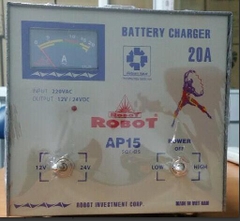 BATTERY CHARGER
20A
A
INPUT 220VAC
OUTPUT 12V / 24VDC
ROBOT
AP15
POWER
OFF
12V 24V
LOW HIGH
ROBOT INVESTMENT CORP.
MADE IN VIET NAM